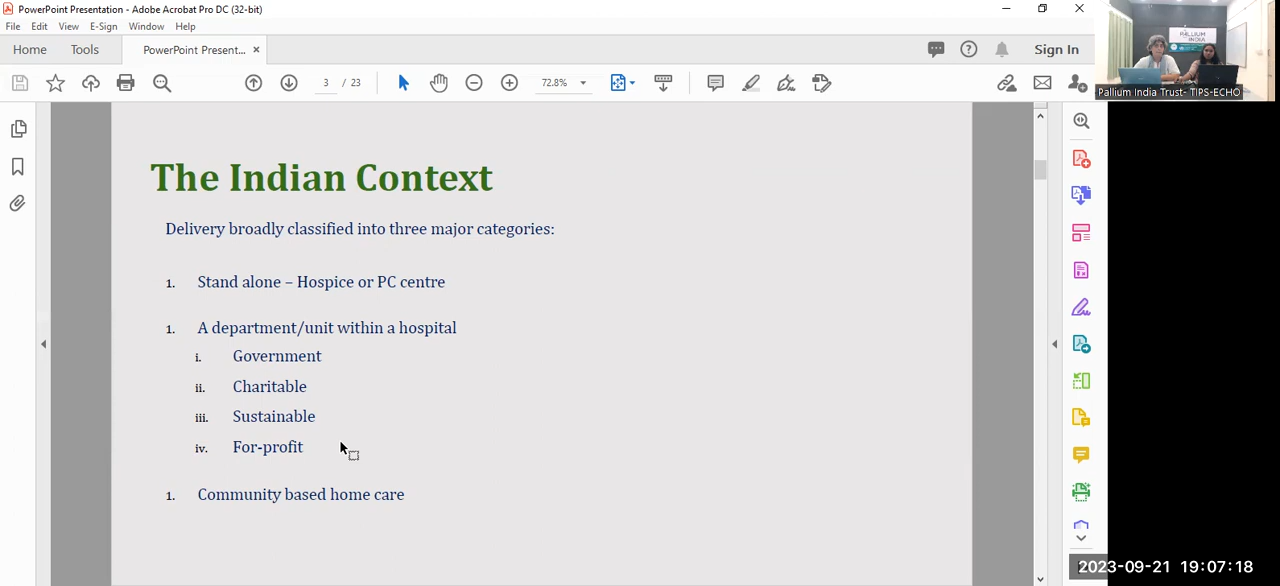 PowerPoint Presentation - Adobe Acrobat Pro DC (32-bit)
File Edit View E-Sign Window Help
Home Tools PowerPoint Present... × Sign In
3 / 23 72.8%
PALLIUM INDIA
Pallium India Trust- TIPS-ECHO
The Indian Context
Delivery broadly classified into three major categories:
1. Stand alone – Hospice or PC centre
1. A department/unit within a hospital
i. Government
ii. Charitable
iii. Sustainable
iv. For-profit
1. Community based home care
2023-09-21 19:07:18